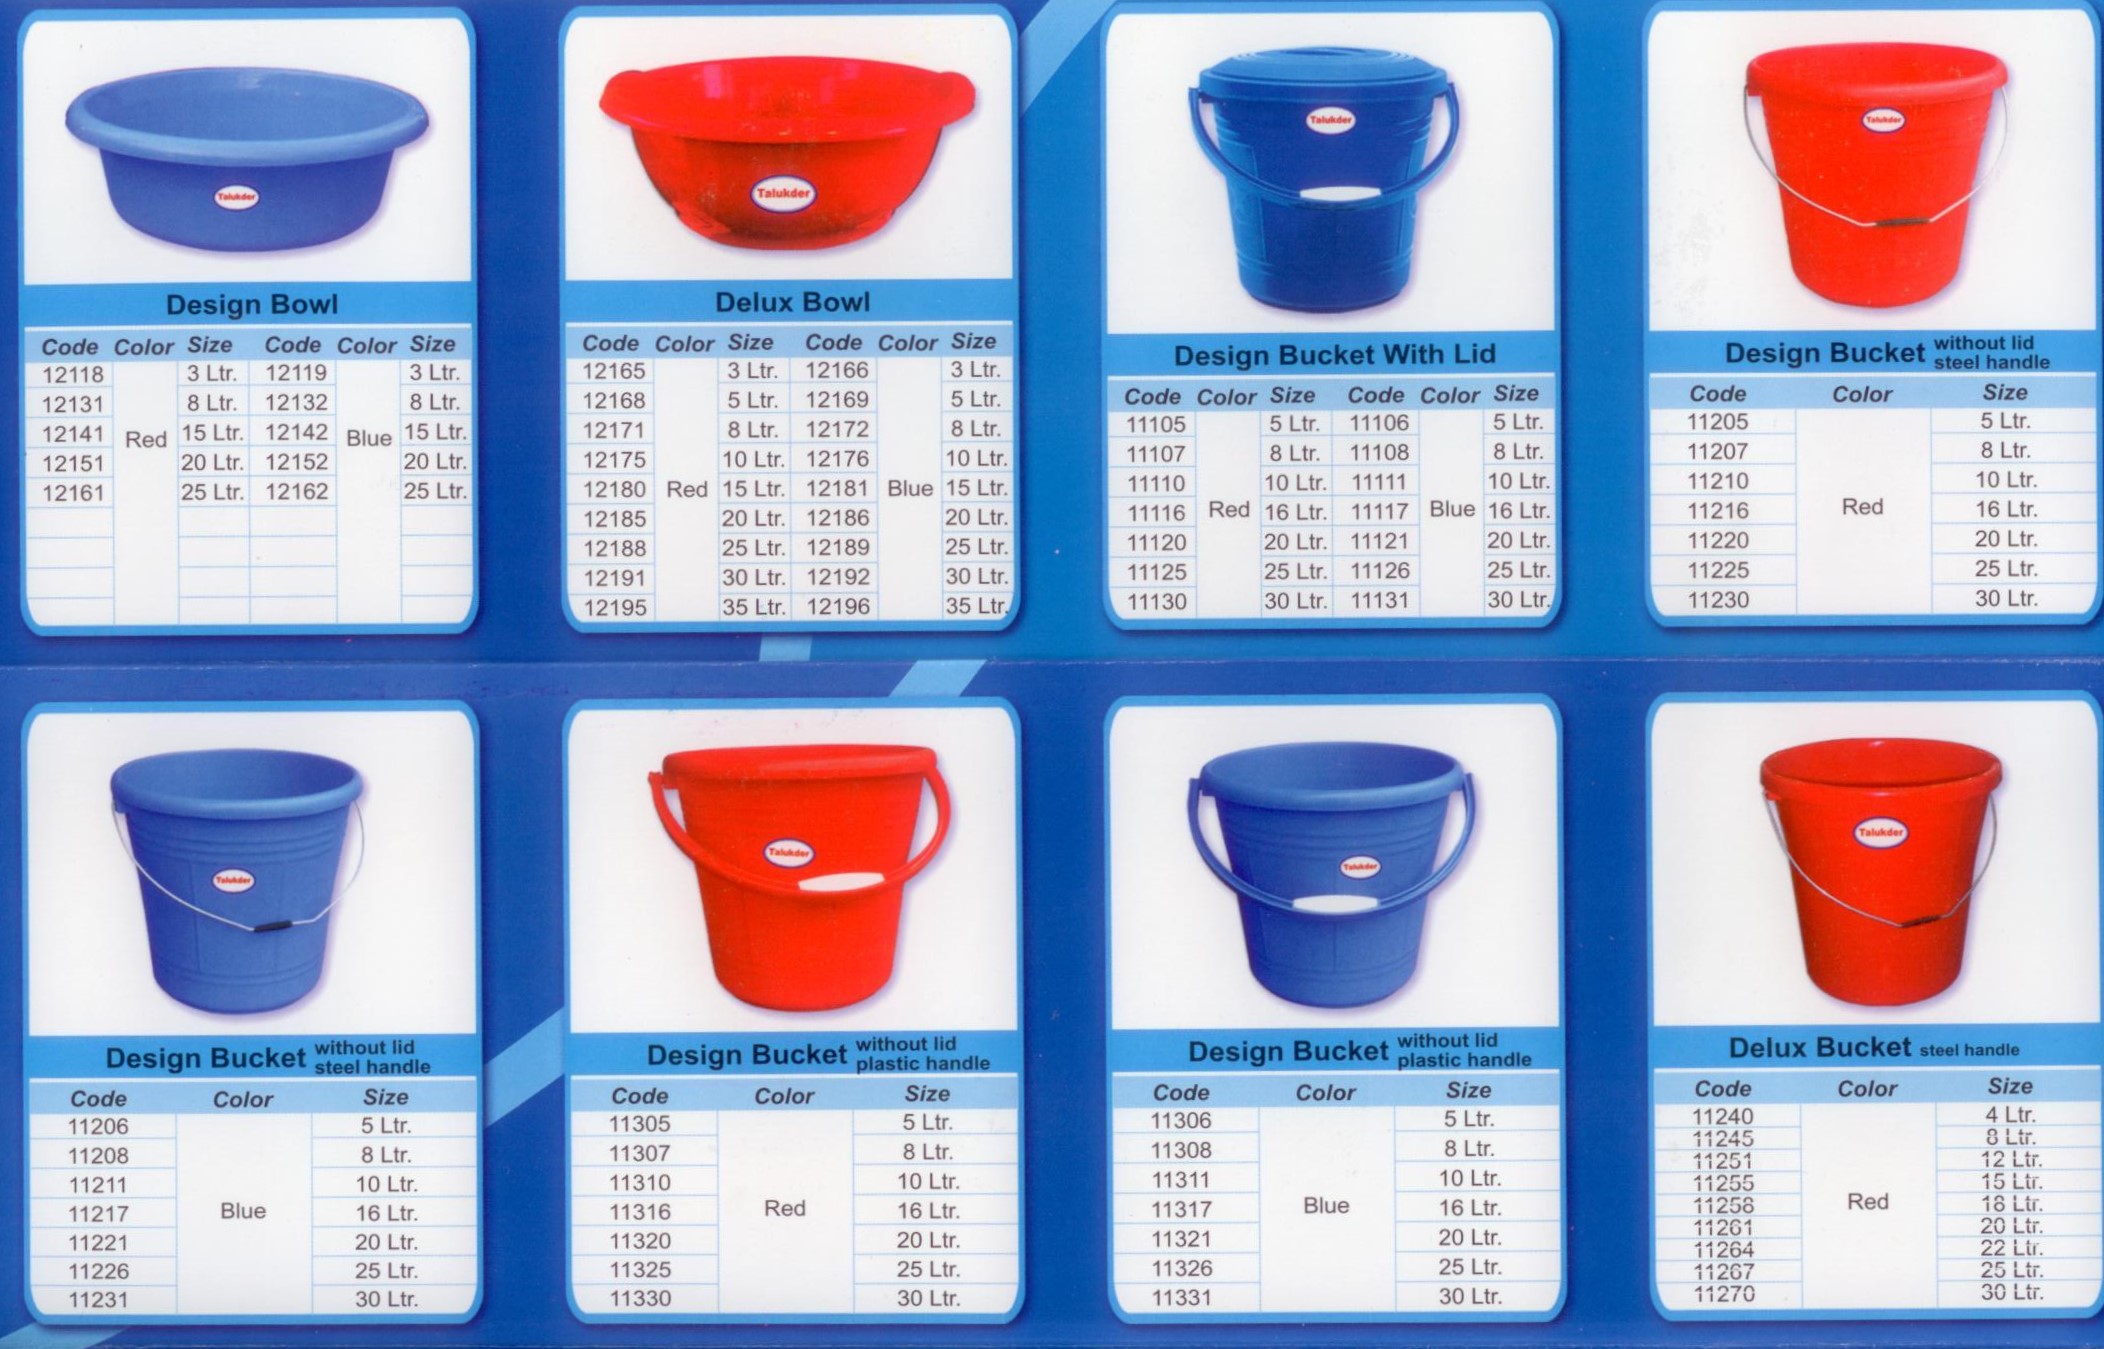 Talukder
Design Bowl
Code Color Size Code Color Size
12118 3 Ltr. 12119 3 Ltr.
12131 8 Ltr. 12132 8 Ltr.
12141 Red 15 Ltr. 12142 Blue 15 Ltr.
12151 20 Ltr. 12152 20 Ltr.
12161 25 Ltr. 12162 25 Ltr.
Talukder
Delux Bowl
Code Color Size Code Color Size
12165 3 Ltr. 12166 3 Ltr.
12168 5 Ltr. 12169 5 Ltr.
12171 8 Ltr. 12172 8 Ltr.
12175 10 Ltr. 12176 10 Ltr.
12180 Red 15 Ltr. 12181 Blue 15 Ltr.
12185 20 Ltr. 12186 20 Ltr.
12188 25 Ltr. 12189 25 Ltr.
12191 30 Ltr. 12192 30 Ltr.
12195 35 Ltr. 12196 35 Ltr.
Talukder
Design Bucket With Lid
Code Color Size Code Color Size
11105 5 Ltr. 11106 5 Ltr.
11107 8 Ltr. 11108 8 Ltr.
11110 10 Ltr. 11111 10 Ltr.
11116 Red 16 Ltr. 11117 Blue 16 Ltr.
11120 20 Ltr. 11121 20 Ltr.
11125 25 Ltr. 11126 25 Ltr.
11130 30 Ltr. 11131 30 Ltr.
Talukder
Design Bucket without lid
steel handle
Code Color Size
11205 5 Ltr.
11207 8 Ltr.
11210 10 Ltr.
11216 Red 16 Ltr.
11220 20 Ltr.
11225 25 Ltr.
11230 30 Ltr.
Talukder
Design Bucket without lid
steel handle
Code Color Size
11206 5 Ltr.
11208 8 Ltr.
11211 10 Ltr.
11217 Blue 16 Ltr.
11221 20 Ltr.
11226 25 Ltr.
11231 30 Ltr.
Talukder
Design Bucket without lid
plastic handle
Code Color Size
11305 5 Ltr.
11307 8 Ltr.
11310 10 Ltr.
11316 Red 16 Ltr.
11320 20 Ltr.
11325 25 Ltr.
11330 30 Ltr.
Talukder
Design Bucket without lid
plastic handle
Code Color Size
11306 5 Ltr.
11308 8 Ltr.
11311 10 Ltr.
11317 Blue 16 Ltr.
11321 20 Ltr.
11326 25 Ltr.
11331 30 Ltr.
Talukder
Delux Bucket steel handle
Code Color Size
11240 4 Ltr.
11245 8 Ltr.
11251 12 Ltr.
11255 15 Ltr.
11258 Red 18 Ltr.
11261 20 Ltr.
11264 22 Ltr.
11267 25 Ltr.
11270 30 Ltr.